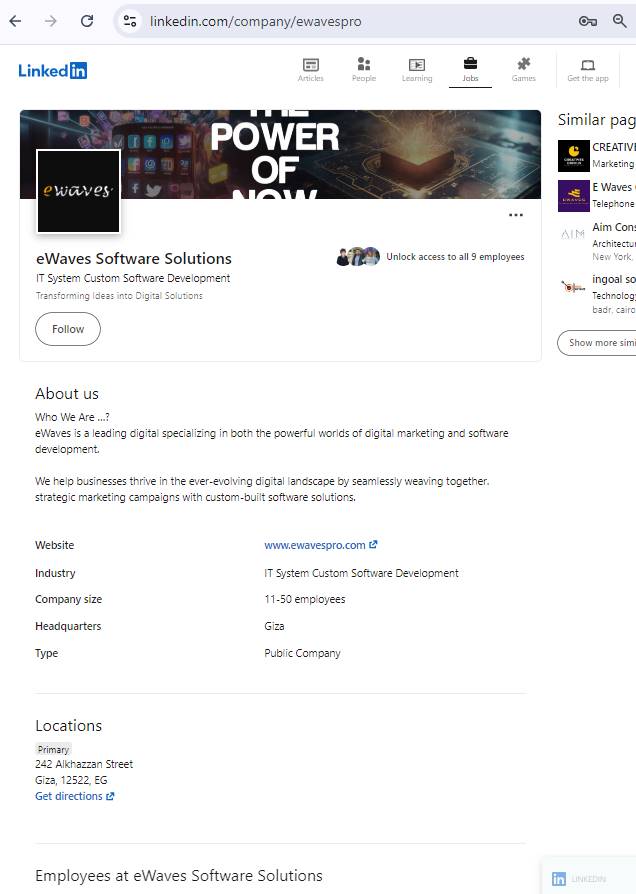 linkedin.com/company/ewavespro
LinkedIn
Articles
People
Learning
Jobs
Games
Get the app
THE
POWER
OF
NOW
ewaves
eWaves Software Solutions
IT System Custom Software Development
Transforming Ideas into Digital Solutions
Unlock access to all 9 employees
Follow
About us
Who We Are ...?
eWaves is a leading digital specializing in both the powerful worlds of digital marketing and software
development.
We help businesses thrive in the ever-evolving digital landscape by seamlessly weaving together.
strategic marketing campaigns with custom-built software solutions.
Website www.ewavespro.com
Industry IT System Custom Software Development
Company size 11-50 employees
Headquarters Giza
Type Public Company
Locations
Primary
242 Alkhazzan Street
Giza, 12522, EG
Get directions
Employees at eWaves Software Solutions
Similar pag
CREATIVE
Marketing
E Waves
Telephone
Aim Cons
Architectur
New York,
ingoal so
Technology
badr, cairo
Show more simi
LINKEDIN